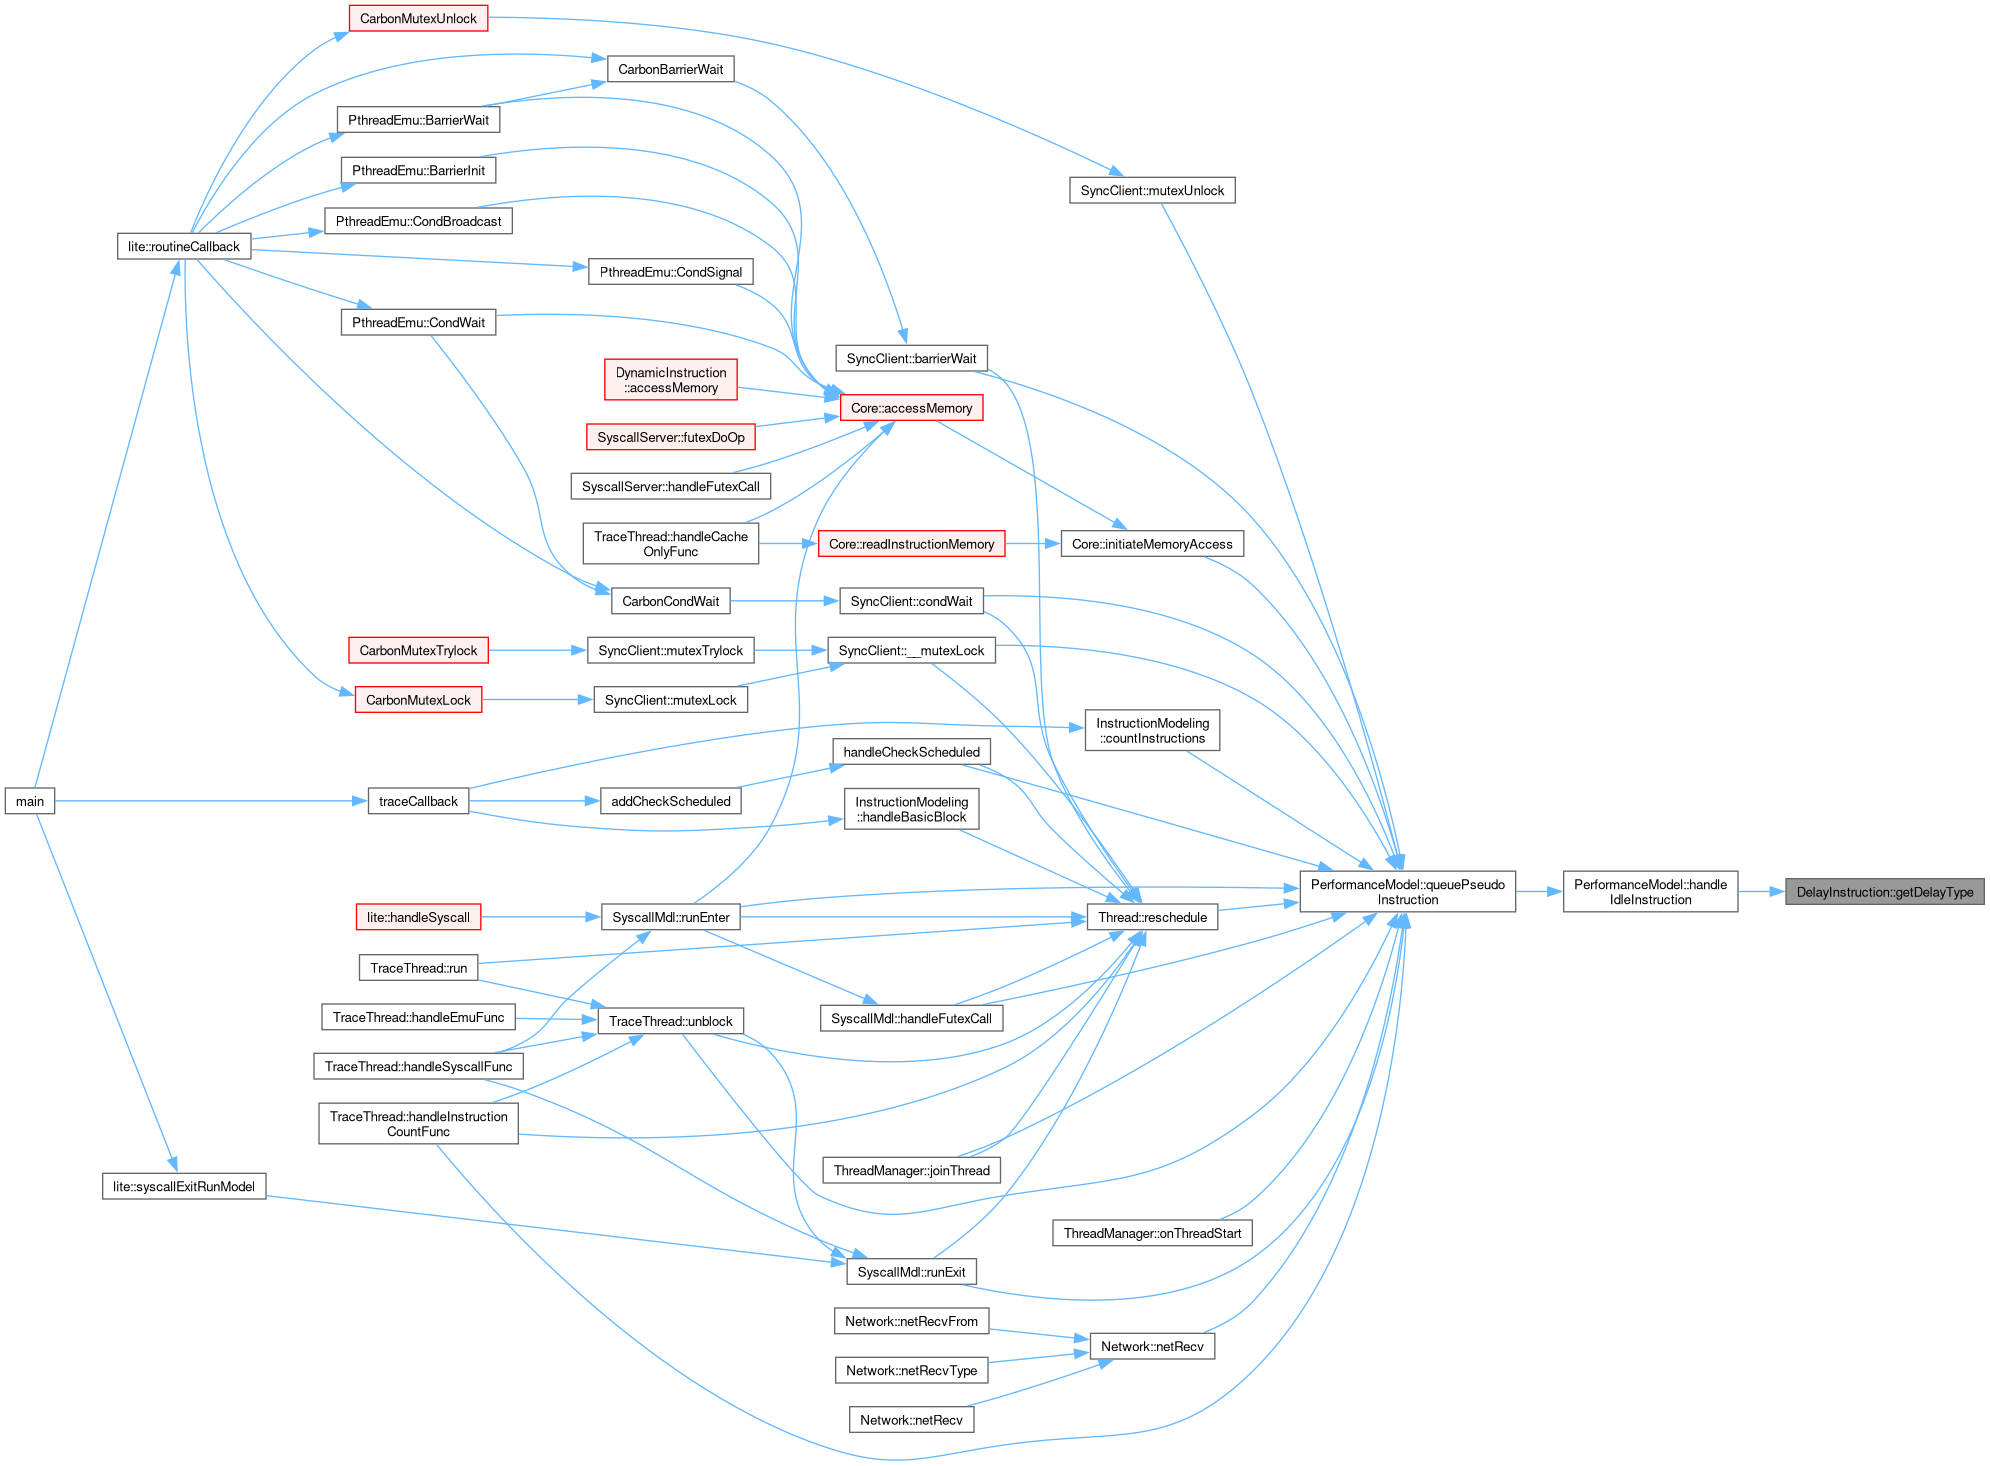 CarbonMutexUnlock
CarbonBarrierWait
PthreadEmu::BarrierWait
PthreadEmu::BarrierInit
SyncClient::mutexUnlock
PthreadEmu::CondBroadcast
lite::routineCallback
PthreadEmu::CondSignal
PthreadEmu::CondWait
SyncClient::barrierWait
DynamicInstruction
::accessMemory
Core::accessMemory
SyscallServer::futexDoOp
SyscallServer::handleFutexCall
TraceThread::handleCache
OnlyFunc
Core::readInstructionMemory
Core::initiateMemoryAccess
CarbonCondWait
SyncClient::condWait
CarbonMutexTrylock
SyncClient::mutexTrylock
SyncClient::__mutexLock
CarbonMutexLock
SyncClient::mutexLock
InstructionModeling
::countInstructions
handleCheckScheduled
main
traceCallback
addCheckScheduled
InstructionModeling
::handleBasicBlock
PerformanceModel::queuePseudo
Instruction
PerformanceModel::handle
IdleInstruction
DelayInstruction::getDelayType
lite::handleSyscall
SyscallMdl::runEnter
Thread::reschedule
TraceThread::run
TraceThread::handleEmuFunc
TraceThread::unblock
SyscallMdl::handleFutexCall
TraceThread::handleSyscallFunc
TraceThread::handleInstruction
CountFunc
ThreadManager::joinThread
lite::syscallExitRunModel
ThreadManager::onThreadStart
SyscallMdl::runExit
Network::netRecvFrom
Network::netRecv
Network::netRecvType
Network::netRecv